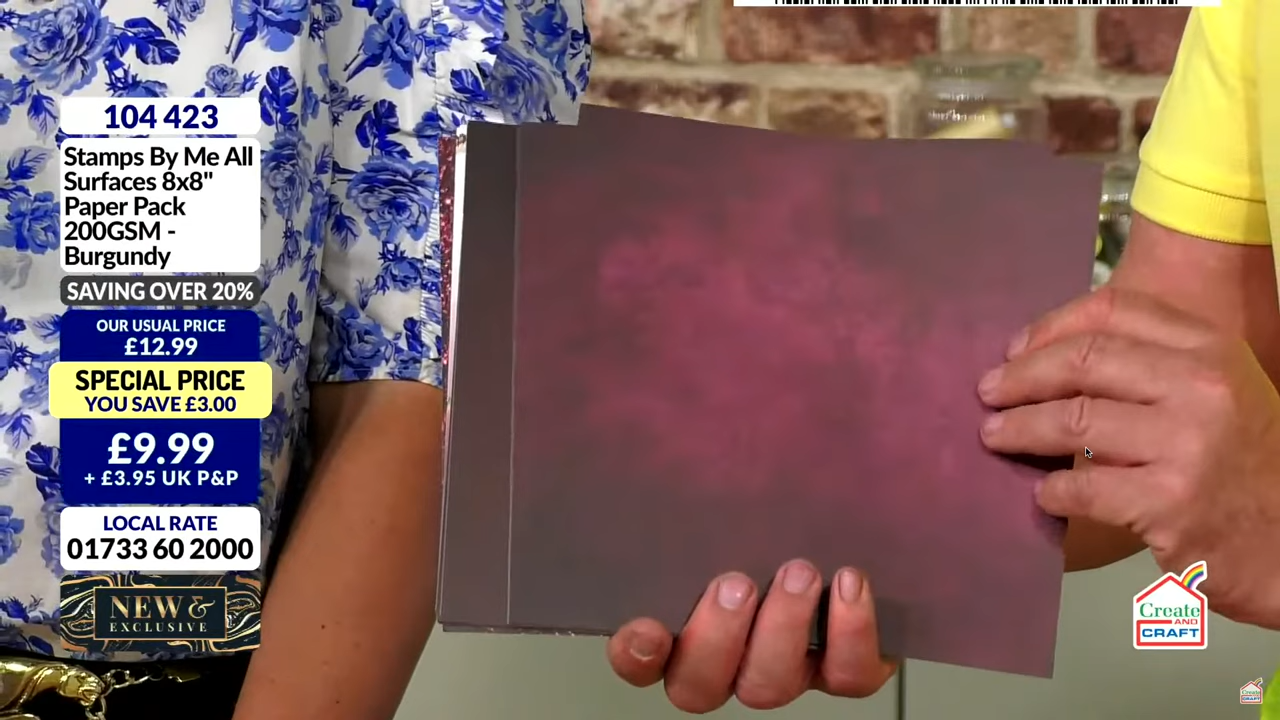 104 423
Stamps By Me All
Surfaces 8x8"
Paper Pack
200GSM -
Burgundy
SAVING OVER 20%
OUR USUAL PRICE
£12.99
SPECIAL PRICE
YOU SAVE £3.00
£9.99
+ £3.95 UK P&P
LOCAL RATE
01733 60 2000
NEW &
EXCLUSIVE
Create
AND
CRAFT
Create
CRAFT